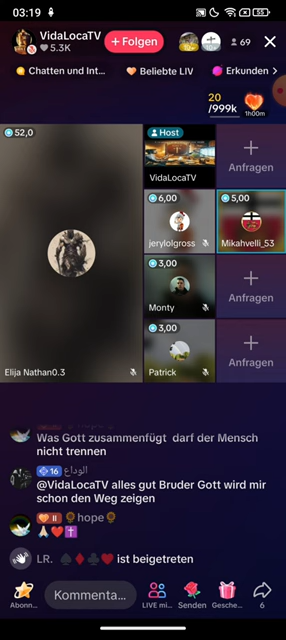 03:19
55%
VidaLocaTV
5.3K
+ Folgen
69
Chatten und Int...
Beliebte LIV
Erkunden
20
/999k
1h00m
52,0
Host
VidaLocaTV
Anfragen
6,00
jerylolgross
5,00
Mikahvelli_53
3,00
Monty
Anfragen
3,00
Patrick
Anfragen
Elija Nathan0.3
Was Gott zusammenfügt darf der Mensch
nicht trennen
16 الوداع
@VidaLocaTV alles gut Bruder Gott wird mir
schon den Weg zeigen
II hope
LR. ist beigetreten
Abonn...
Kommenta...
LIVE mi...
Senden
Gesche...
6